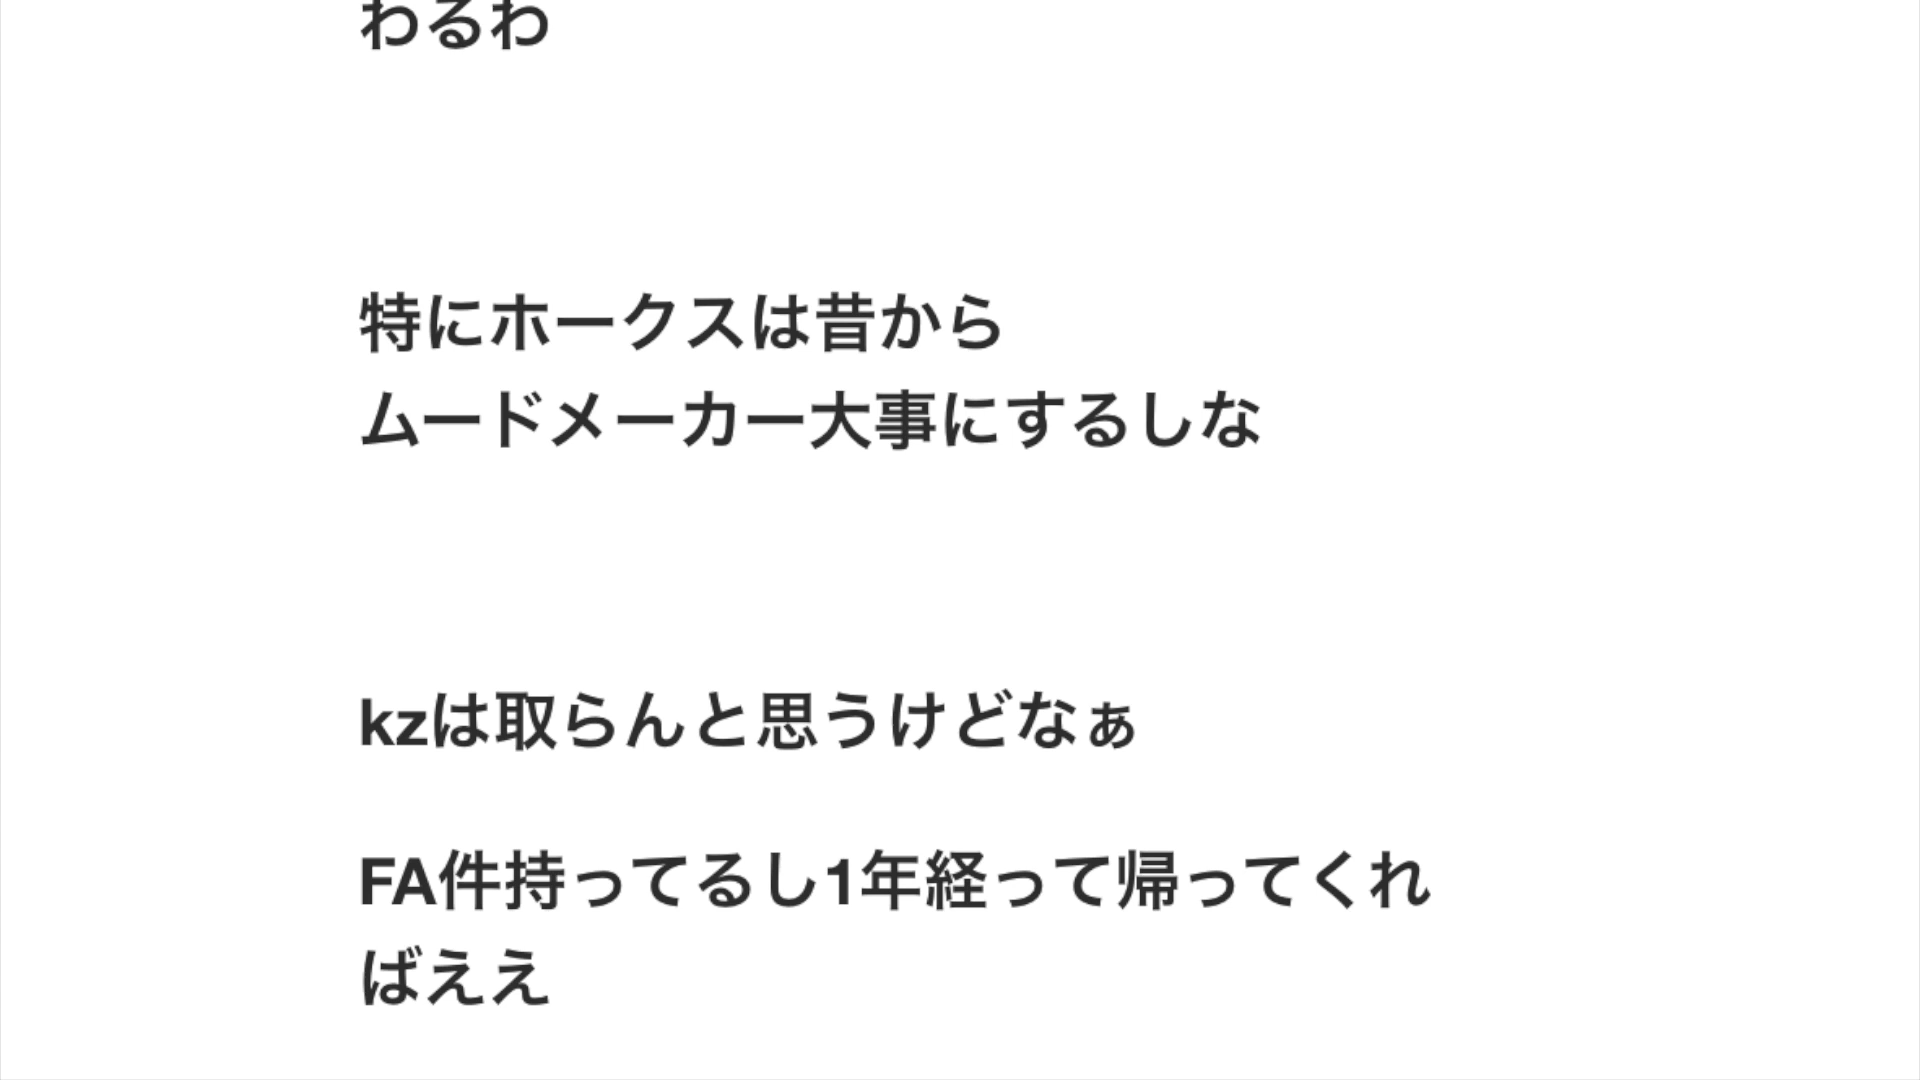 わるわ
特にホークスは昔から
ムードメーカー大事にするしな
kzは取らんと思うけどなぁ
FA件持ってるし1年経って帰ってくれ
ばええ